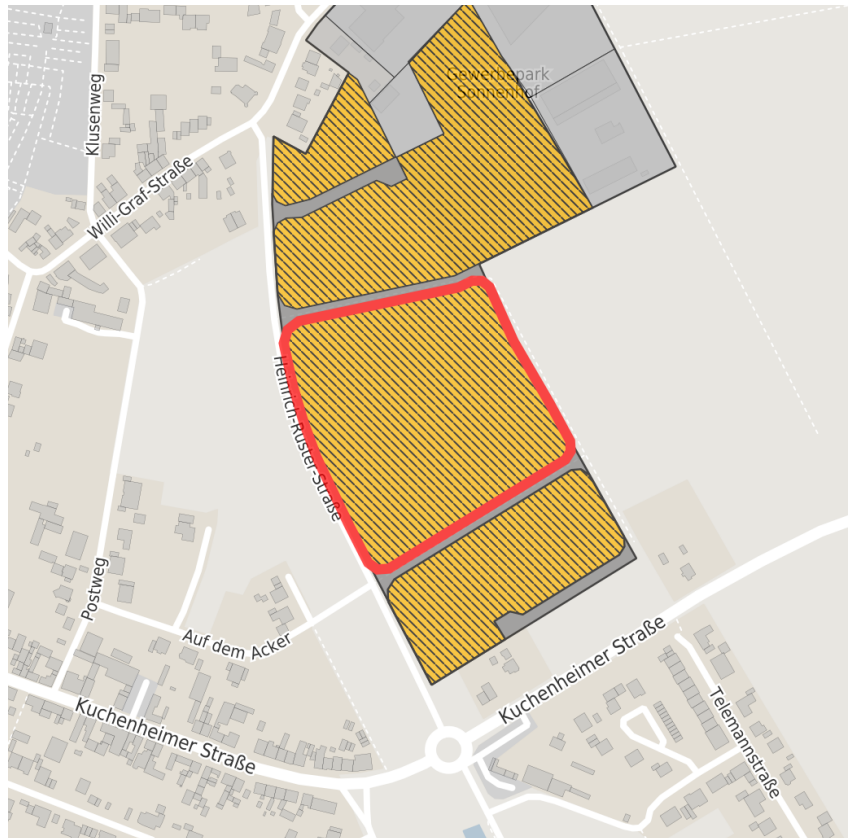 Gewerbepark
Sonnenhof
Klusenweg
Willi-Graf-Straße
Heinrich-Ruster-Straße
Postweg
Auf dem Acker
Kuchenheimer Straße
Kuchenheimer Straße
Telemannstraße